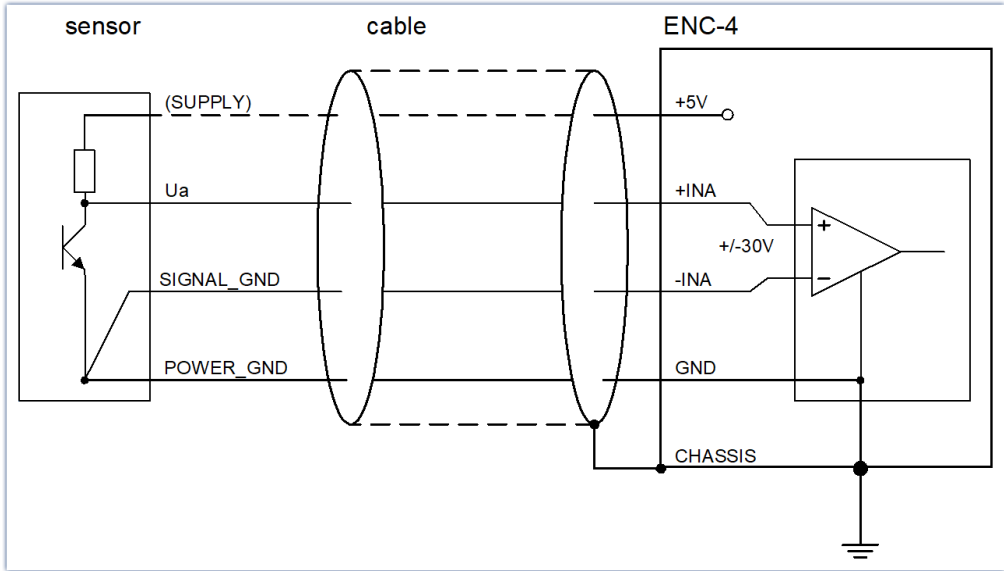 sensor
cable
ENC-4
(SUPPLY)
+5V
Ua
+INA
+
+/-30V
SIGNAL_GND
-INA
−
POWER_GND
GND
CHASSIS